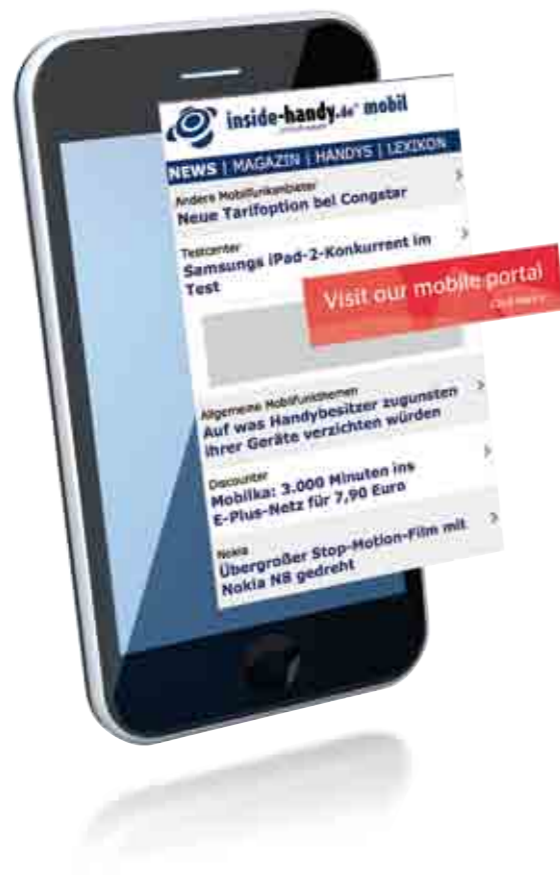 inside-handy.de mobil
NEWS | MAGAZIN | HANDYS | LEXIKON
Andere Mobilfunkanbieter
Neue Tarifoption bei Congstar
Testcenter
Samsungs iPad-2-Konkurrent im
Test
Visit our mobile portal
Allgemeine Mobilfunkthemen
Auf was Handybesitzer zugunsten
ihrer Geräte verzichten würden
Discounter
Mobilka: 3.000 Minuten ins
E-Plus-Netz für 7,90 Euro
Nokia
Übergroßer Stop-Motion-Film mit
Nokia N8 gedreht